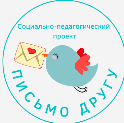 Социально-педагогический
проект
ПИСЬМО ДРУГУ